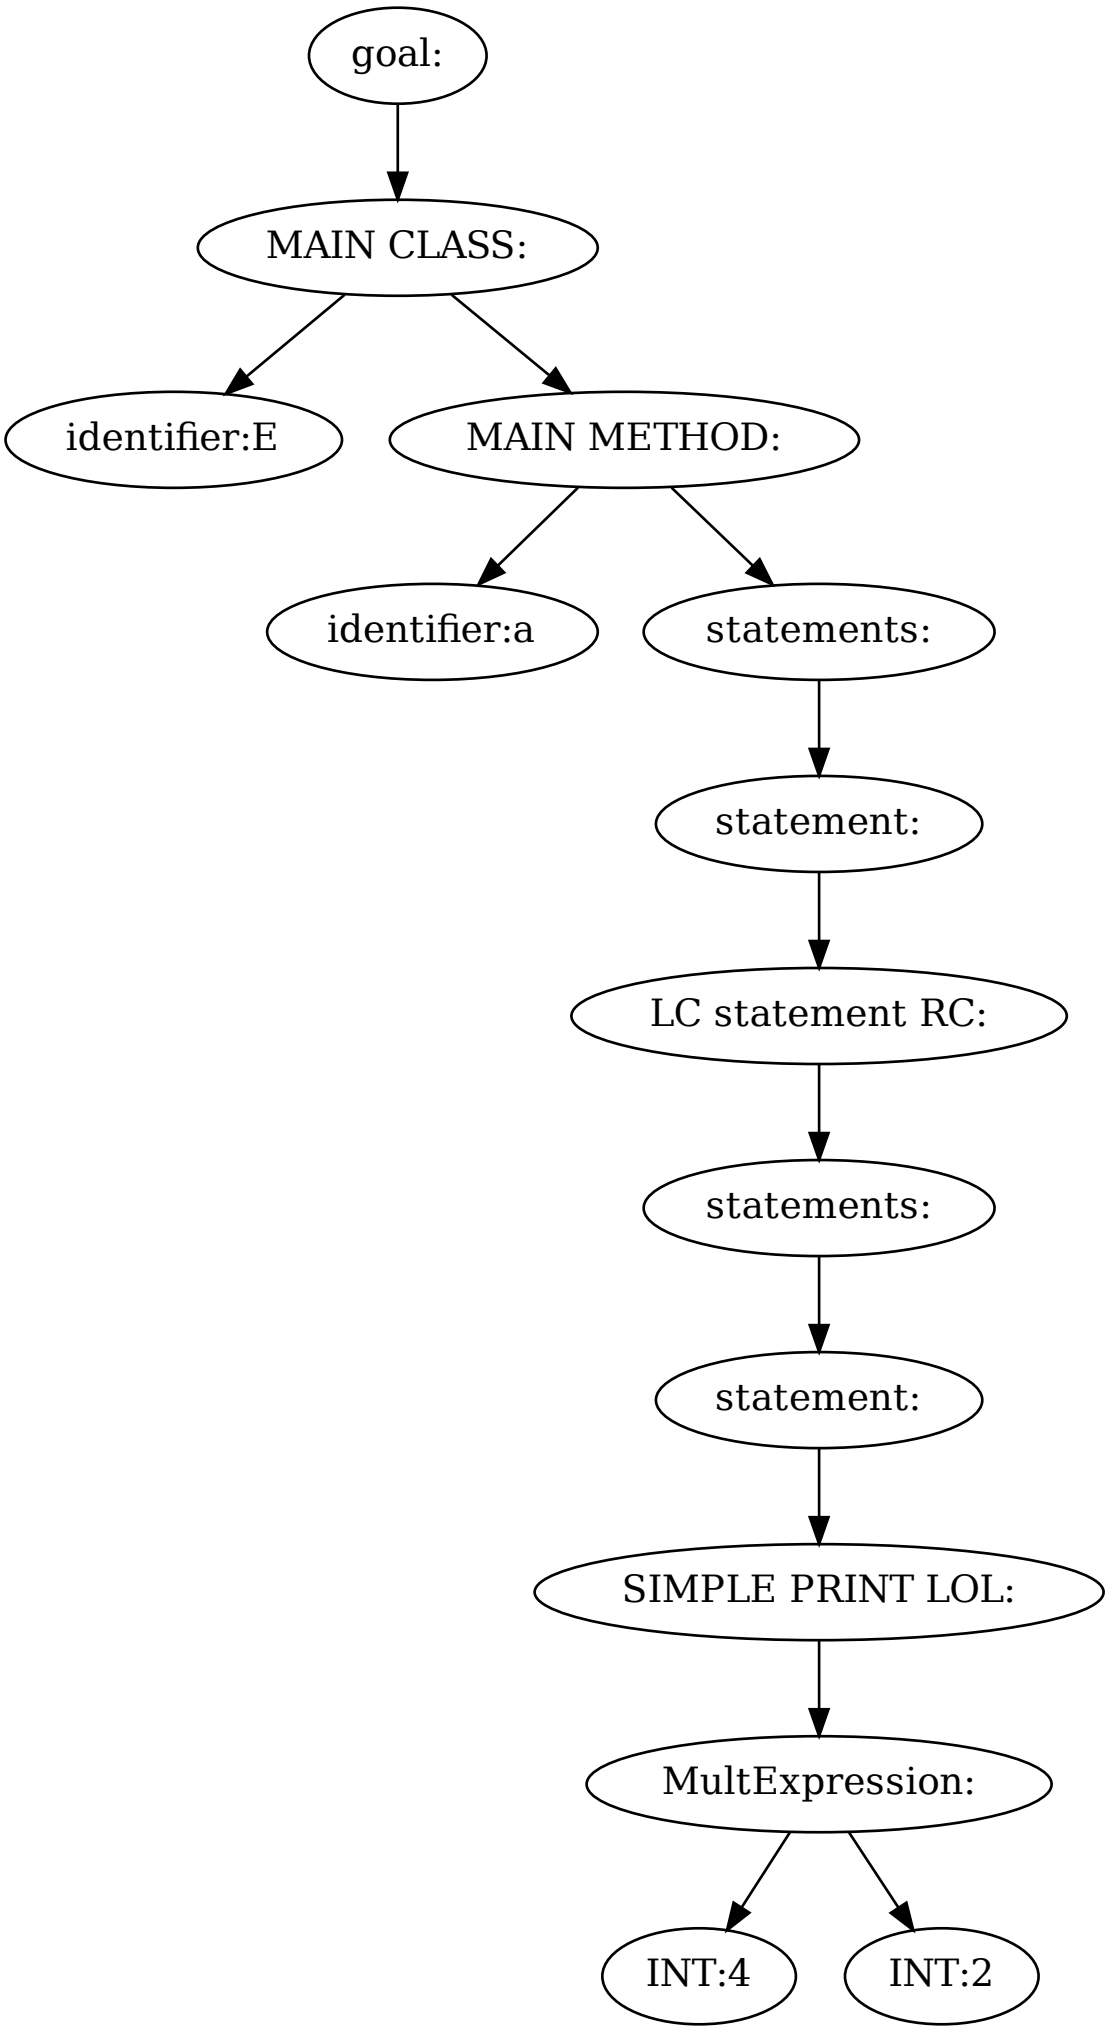 goal:
MAIN CLASS:
identifier:E
MAIN METHOD:
identifier:a
statements:
statement:
LC statement RC:
statements:
statement:
SIMPLE PRINT LOL:
MultExpression:
INT:4
INT:2